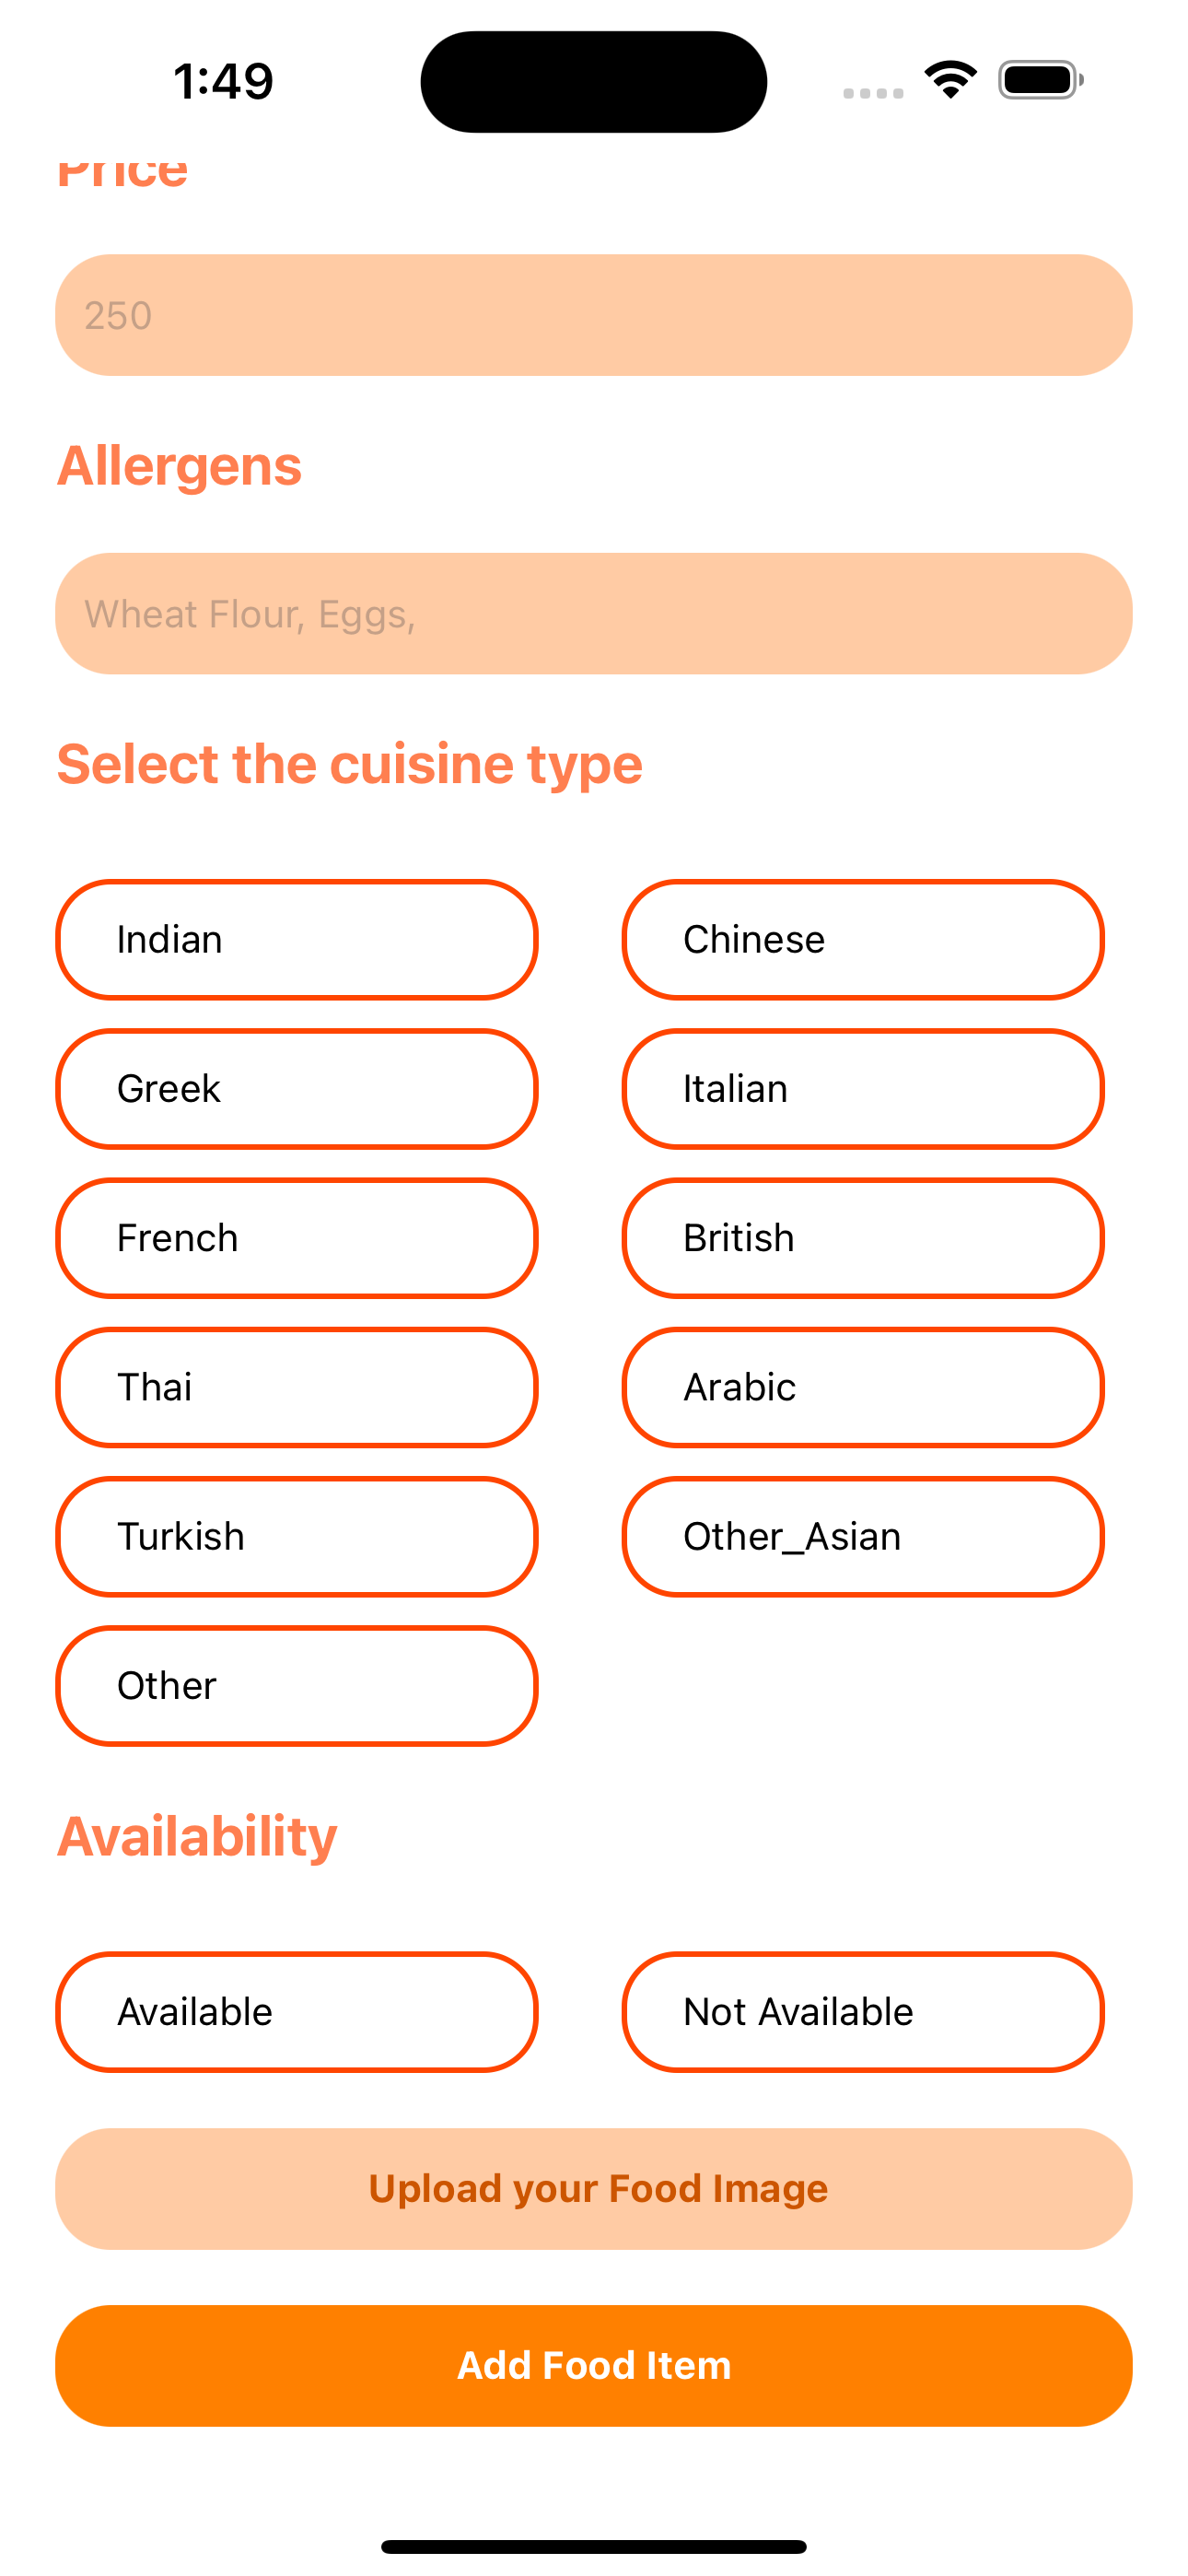 1:49
Price
250
Allergens
Wheat Flour, Eggs,
Select the cuisine type
Indian
Chinese
Greek
Italian
French
British
Thai
Arabic
Turkish
Other_Asian
Other
Availability
Available
Not Available
Upload your Food Image
Add Food Item